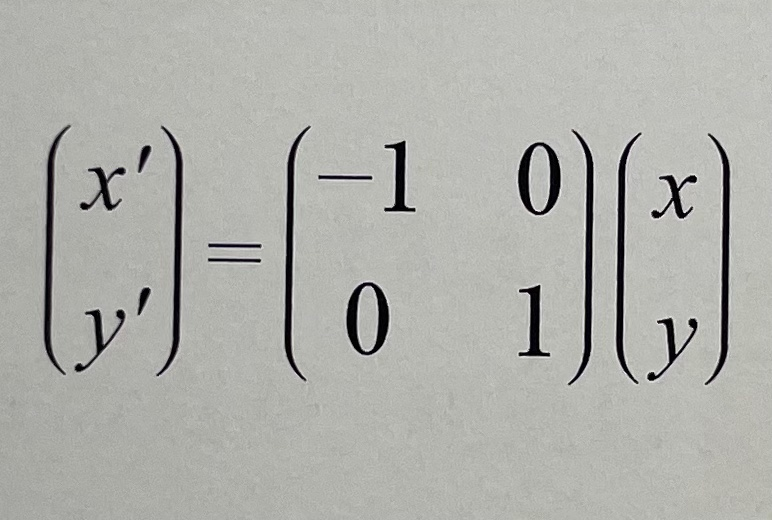 (x′ y′) = (−1 0 0 1)(x y)